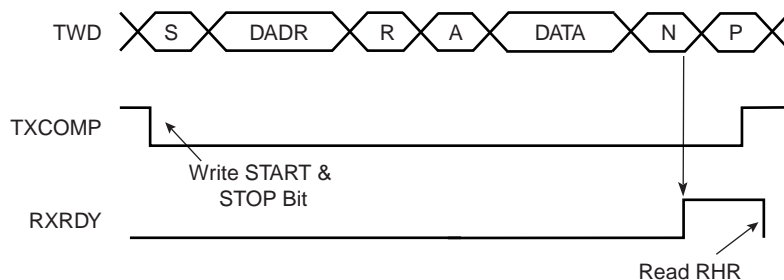 TWD S DADR R A DATA N P
TXCOMP
Write START &
STOP Bit
RXRDY
Read RHR